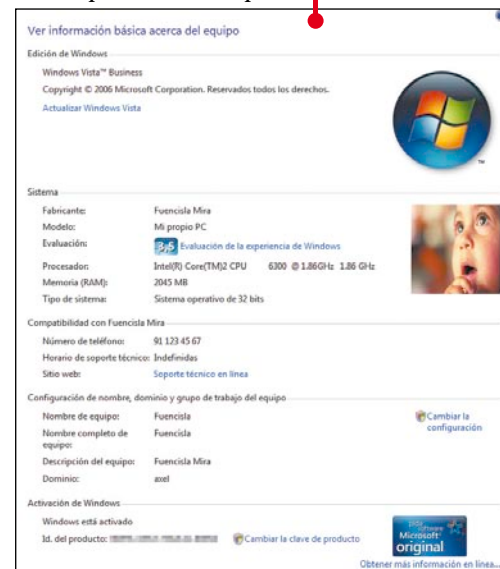 Ver información básica acerca del equipo
Edición de Windows
Windows Vista™ Business
Copyright © 2006 Microsoft Corporation. Reservados todos los derechos.
Actualizar Windows Vista
Sistema
Fabricante: Fuencisla Mira
Modelo: Mi propio PC
Evaluación: 3,5 Evaluación de la experiencia de Windows
Procesador: Intel(R) Core(TM)2 CPU 6300 @ 1.86GHz 1.86 GHz
Memoria (RAM): 2045 MB
Tipo de sistema: Sistema operativo de 32 bits
Compatibilidad con Fuencisla Mira
Número de teléfono: 91 123 45 67
Horario de soporte técnico: Indefinidas
Sitio web: Soporte técnico en línea
Configuración de nombre, dominio y grupo de trabajo del equipo
Nombre de equipo: Fuencisla Cambiar la
Nombre completo de Fuencisla configuración
equipo:
Descripción del equipo: Fuencisla Mira
Dominio: axel
Activación de Windows
Windows está activado
Id. del producto: Cambiar la clave de producto
software
Microsoft
original
Obtener más información en línea...